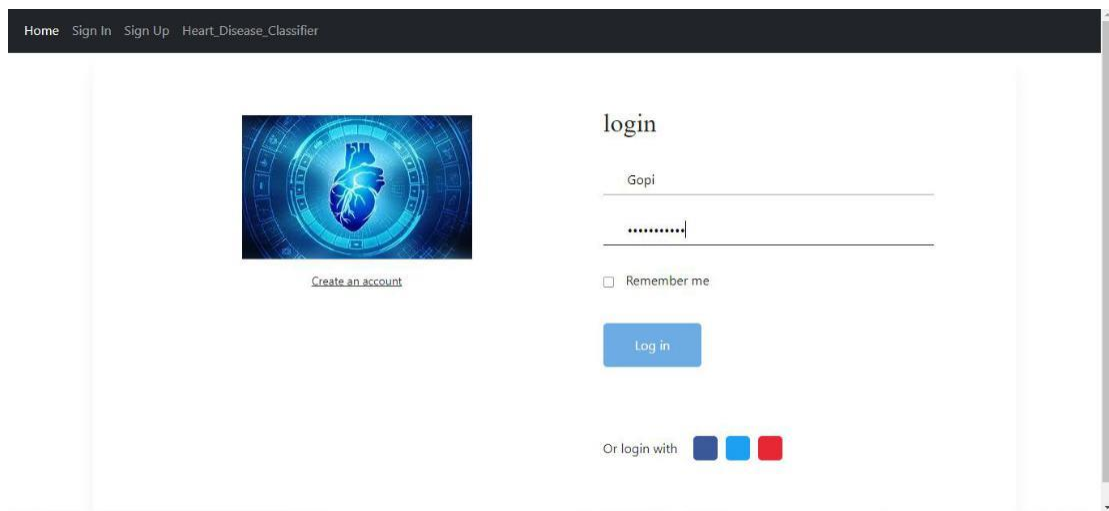 Home Sign In Sign Up Heart_Disease_Classifier
login
Gopi
•••••••••••
Create an account
Remember me
Log in
Or login with